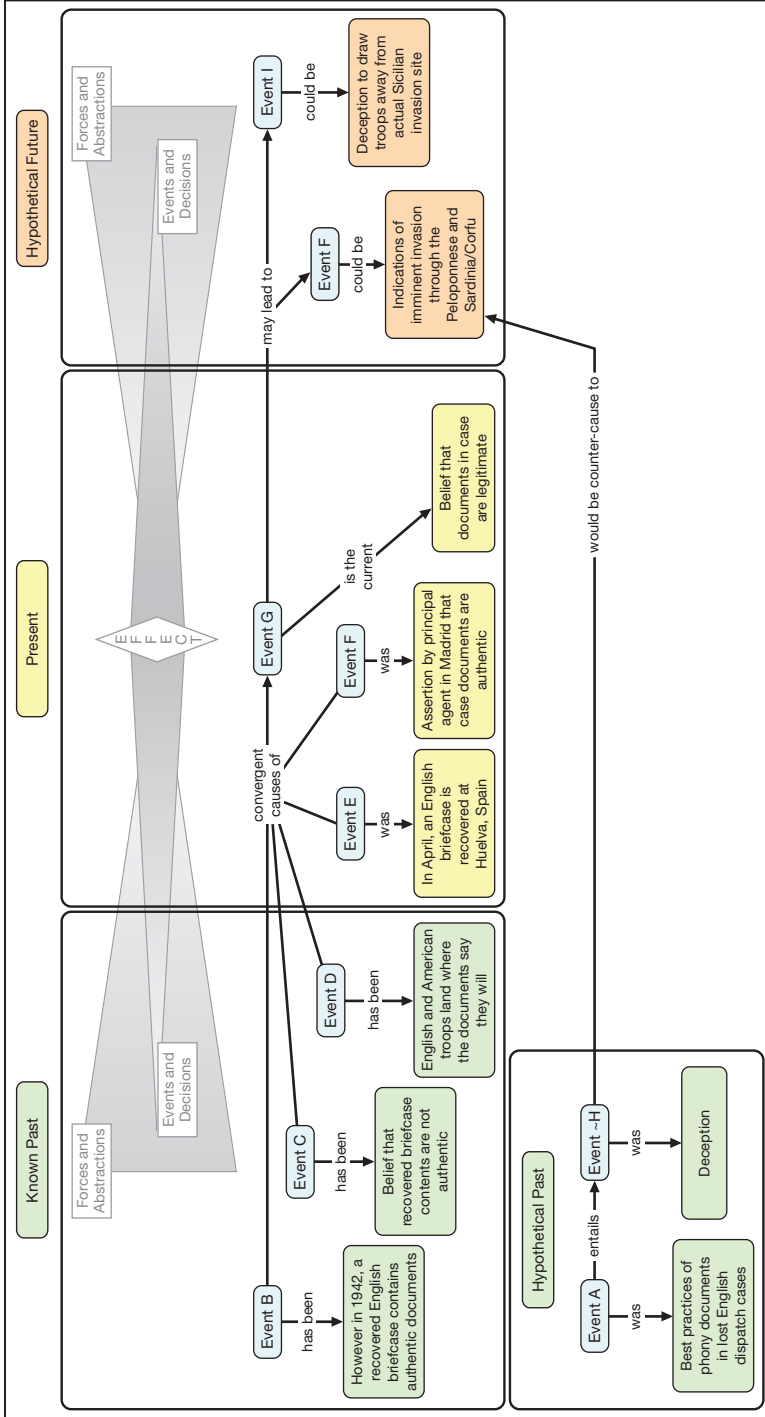 Known Past
Present
Hypothetical Future
Forces and
Abstractions
Events and
Decisions
EFFECT
Forces and
Abstractions
Events and
Decisions
Event B
has been
However in 1942, a
recovered English
briefcase contains
authentic documents
Event C
has been
Belief that
recovered briefcase
contents are not
authentic
Event D
has been
English and American
troops land where
the documents say
they will
convergent
causes of
Event E
was
In April, an English
briefcase is
recovered at
Huelva, Spain
Event F
was
Assertion by principal
agent in Madrid that
case documents are
authentic
Event G
is the
current
Belief that
documents in case
are legitimate
may lead to
Event F
could be
Indications of
imminent invasion
through the
Peloponnese and
Sardinia/Corfu
Event I
could be
Deception to draw
troops away from
actual Sicilian
invasion site
Hypothetical Past
Event A
entails
Event ~H
was
Best practices of
phony documents
in lost English
dispatch cases
was
Deception
would be counter-cause to